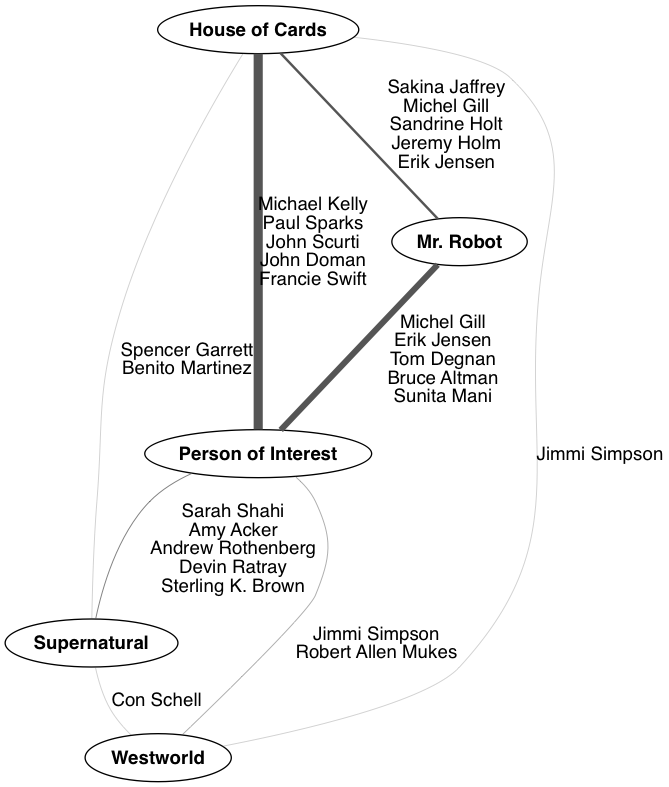 House of Cards
Sakina Jaffrey
Michel Gill
Sandrine Holt
Jeremy Holm
Erik Jensen
Michael Kelly
Paul Sparks
John Scurti
John Doman
Francie Swift
Mr. Robot
Michel Gill
Erik Jensen
Tom Degnan
Bruce Altman
Sunita Mani
Spencer Garrett
Benito Martinez
Person of Interest
Jimmi Simpson
Sarah Shahi
Amy Acker
Andrew Rothenberg
Devin Ratray
Sterling K. Brown
Supernatural
Jimmi Simpson
Robert Allen Mukes
Con Schell
Westworld